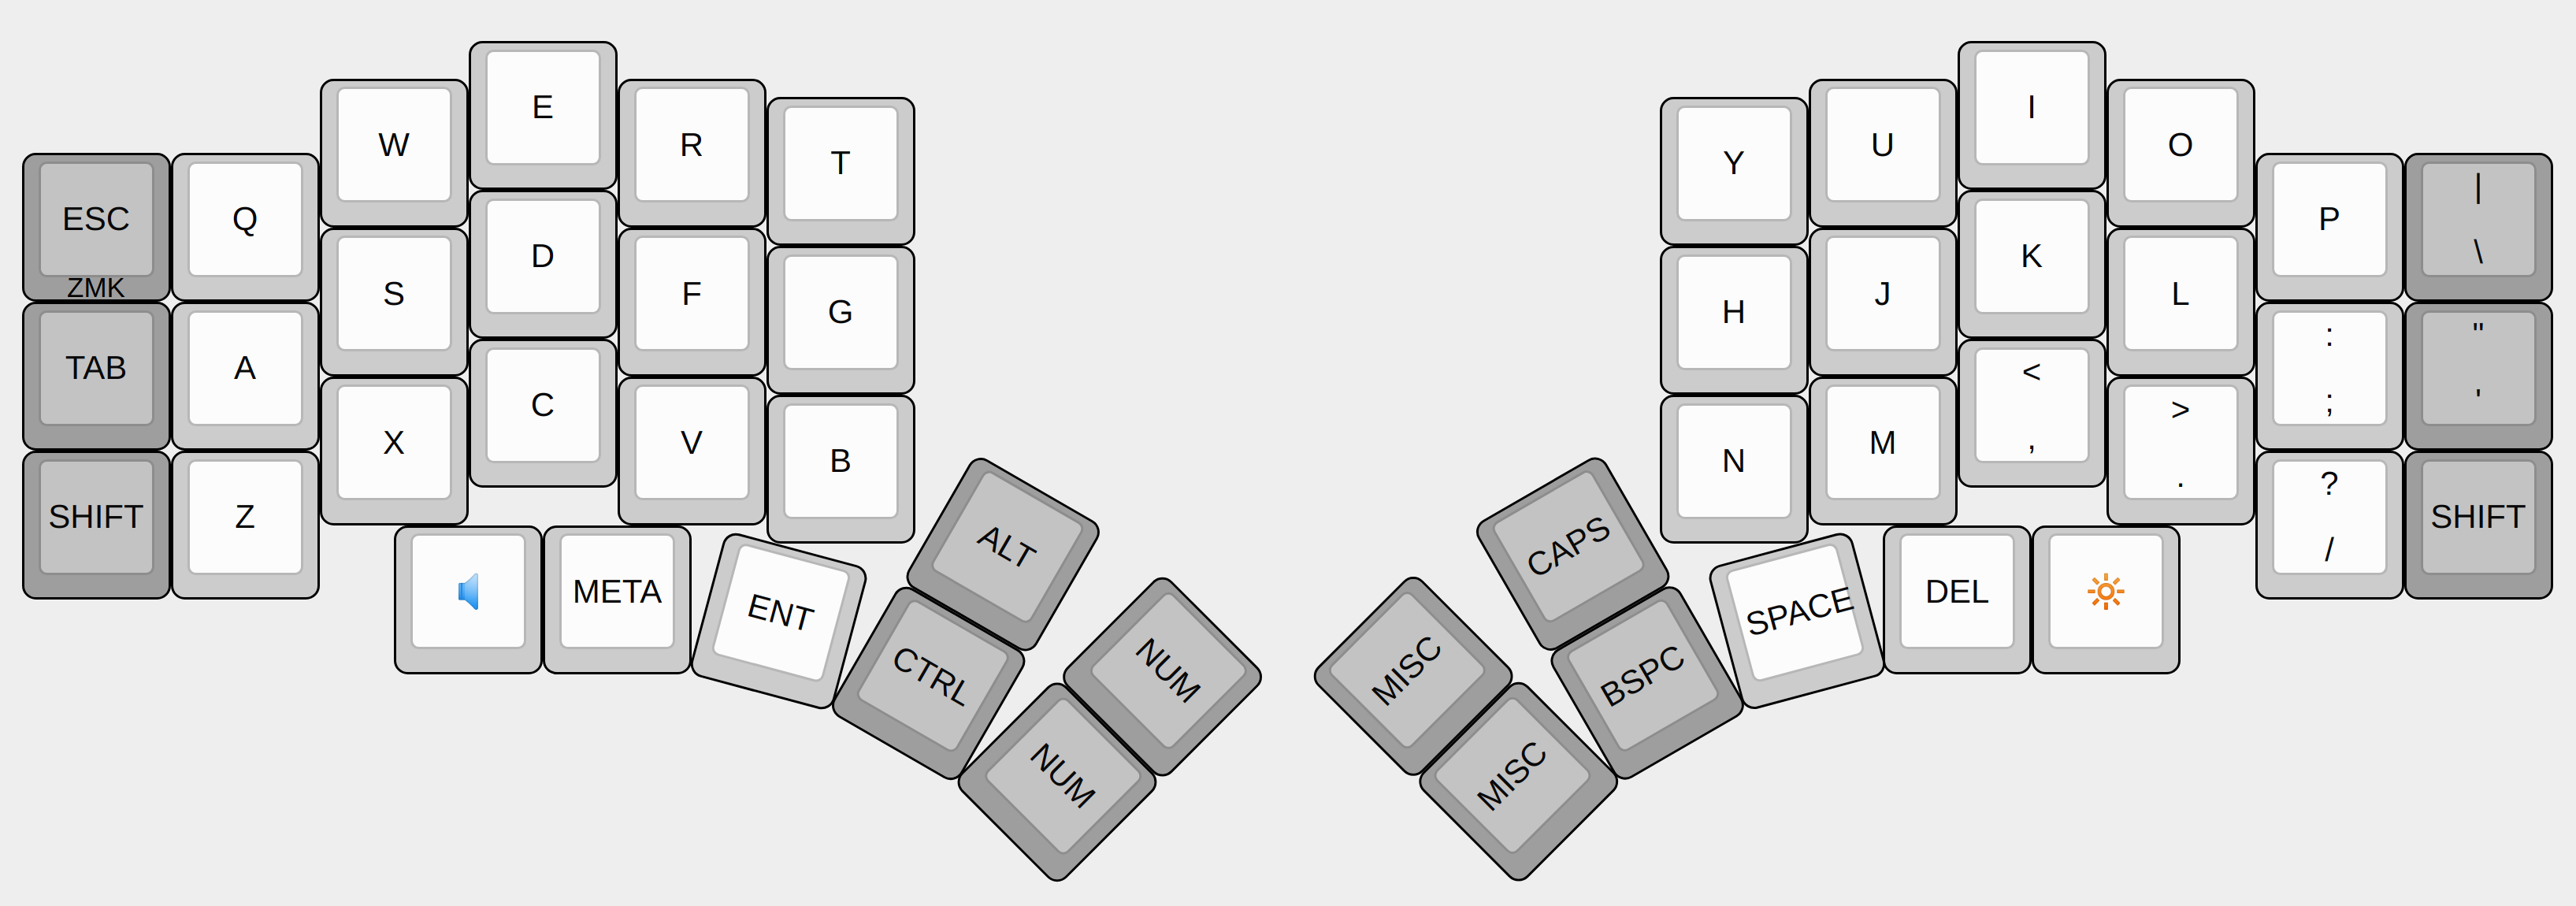 ESC
ZMK
Q
W
E
R
T
Y
U
I
O
P
|
\
TAB
A
S
D
F
G
H
J
K
L
:
;
"
'
SHIFT
Z
X
C
V
B
N
M
<
,
>
.
?
/
SHIFT
META
ENT
ALT
CTRL
NUM
NUM
MISC
MISC
CAPS
BSPC
SPACE
DEL